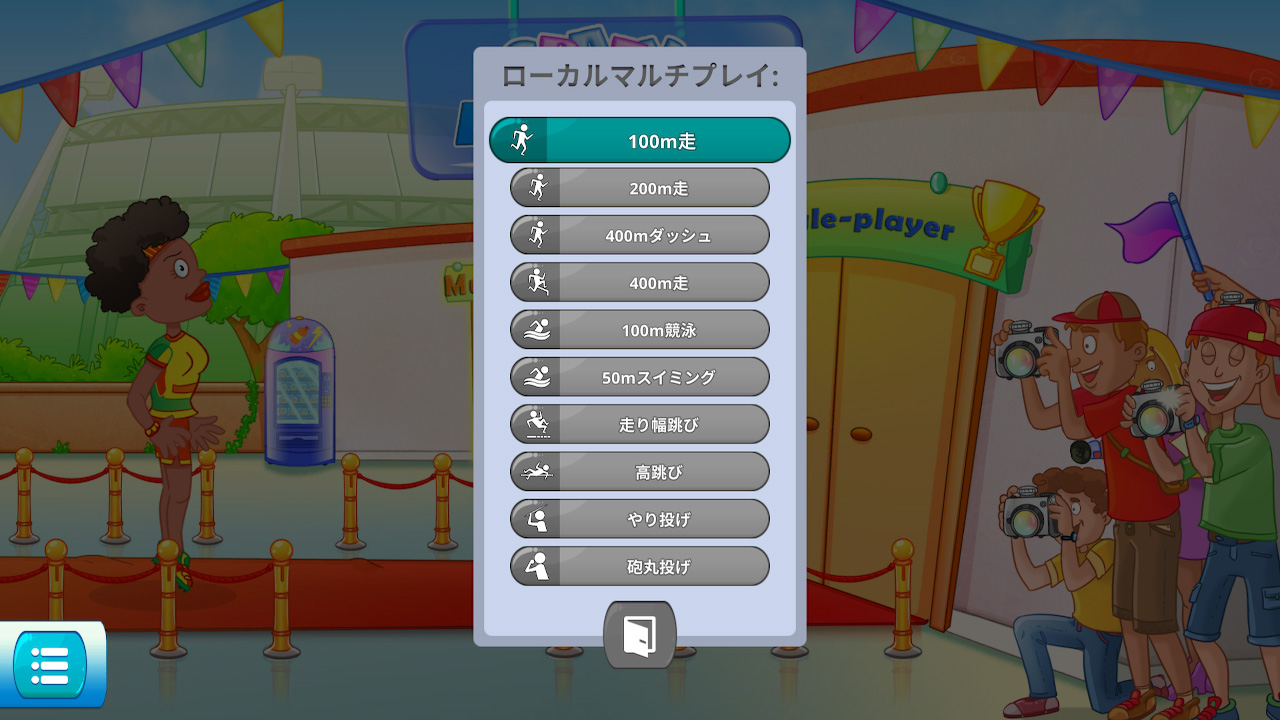 ローカルマルチプレイ:
100m走
200m走
400mダッシュ
400m走
100m競泳
50mスイミング
走り幅跳び
高跳び
やり投げ
砲丸投げ